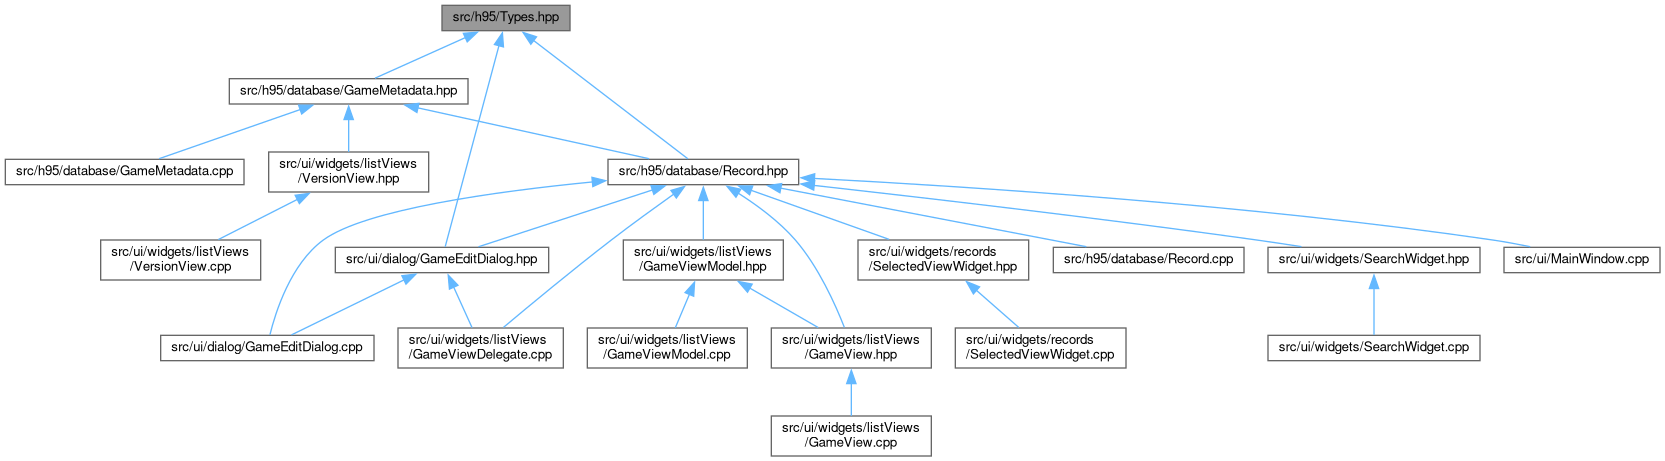 src/h95/Types.hpp
src/h95/database/GameMetadata.hpp
src/h95/database/GameMetadata.cpp
src/ui/widgets/listViews
/VersionView.hpp
src/h95/database/Record.hpp
src/ui/widgets/listViews
/VersionView.cpp
src/ui/dialog/GameEditDialog.hpp
src/ui/widgets/listViews
/GameViewModel.hpp
src/ui/widgets/records
/SelectedViewWidget.hpp
src/h95/database/Record.cpp
src/ui/widgets/SearchWidget.hpp
src/ui/MainWindow.cpp
src/ui/dialog/GameEditDialog.cpp
src/ui/widgets/listViews
/GameViewDelegate.cpp
src/ui/widgets/listViews
/GameViewModel.cpp
src/ui/widgets/listViews
/GameView.hpp
src/ui/widgets/records
/SelectedViewWidget.cpp
src/ui/widgets/SearchWidget.cpp
src/ui/widgets/listViews
/GameView.cpp